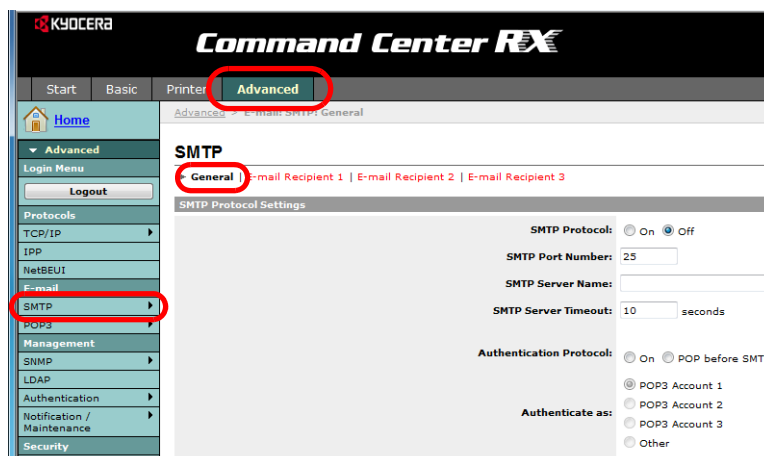 KYOCERA
Command Center RX
Start Basic Printer Advanced
Home
Advanced > E-mail: SMTP: General
Advanced
Login Menu
Logout
Protocols
TCP/IP
IPP
NetBEUI
E-mail
SMTP
POP3
Management
SNMP
LDAP
Authentication
Notification /
Maintenance
Security
SMTP
General | E-mail Recipient 1 | E-mail Recipient 2 | E-mail Recipient 3
SMTP Protocol Settings
SMTP Protocol: On Off
SMTP Port Number: 25
SMTP Server Name:
SMTP Server Timeout: 10 seconds
Authentication Protocol: On POP before SMT
Authenticate as: POP3 Account 1
POP3 Account 2
POP3 Account 3
Other